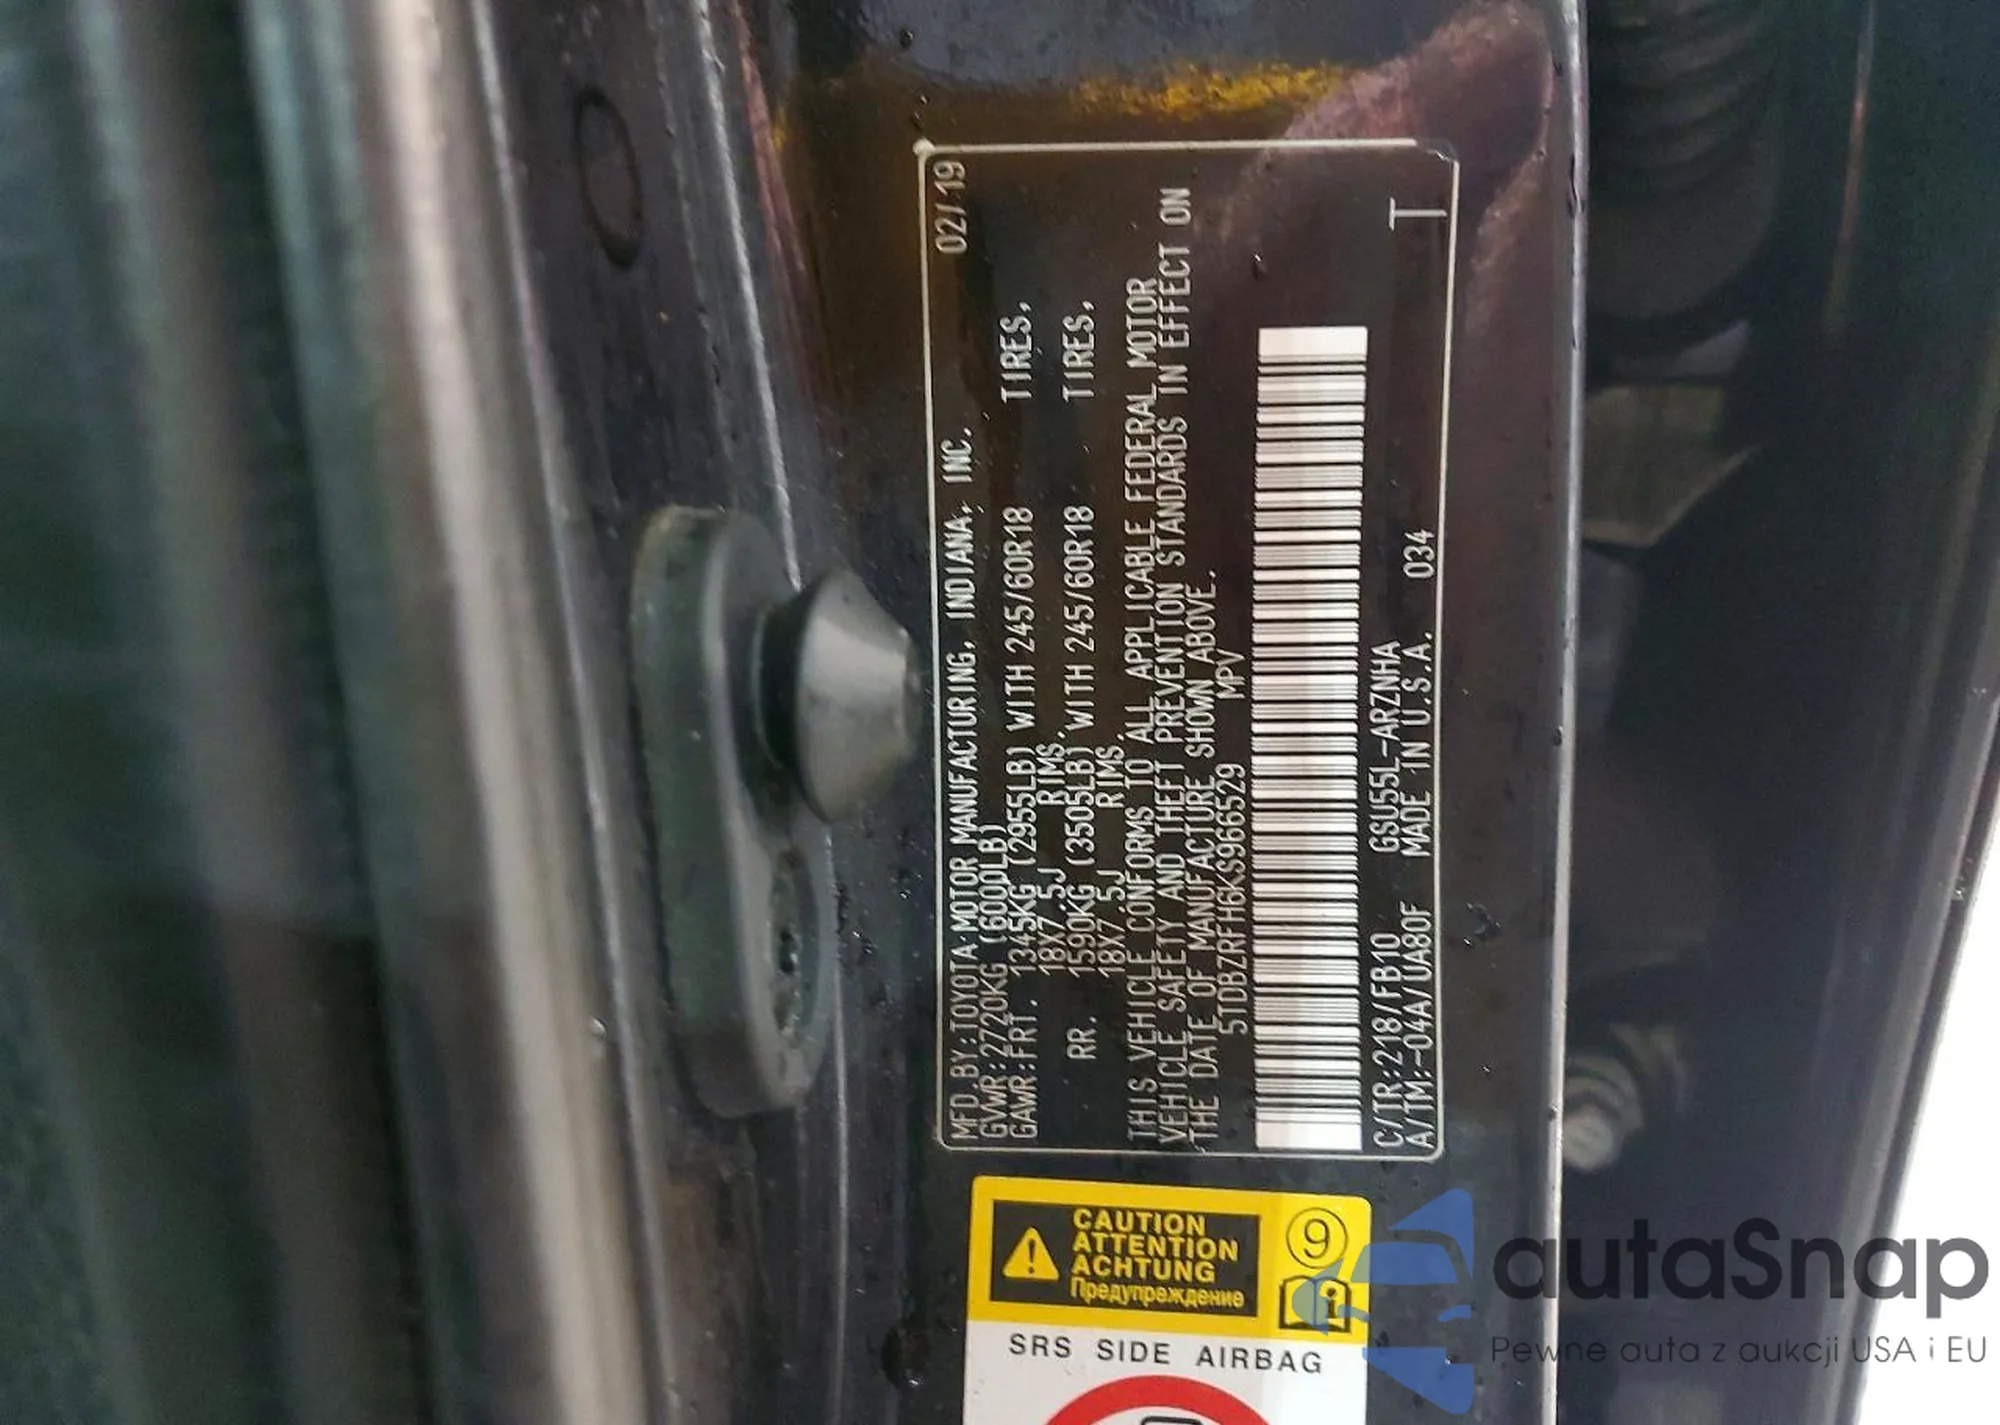 02/19
MFD.BY:TOYOTA MOTOR MANUFACTURING, INDIANA, INC.
GVWR:2720KG (6000LB)
GAWR:FRT. 1345KG (2955LB) WITH 245/60R18 TIRES,
18X7.5J RIMS,
RR. 1590KG (3505LB) WITH 245/60R18 TIRES,
18X7.5J RIMS.
THIS VEHICLE CONFORMS TO ALL APPLICABLE FEDERAL MOTOR
VEHICLE SAFETY AND THEFT PREVENTION STANDARDS IN EFFECT ON
THE DATE OF MANUFACTURE SHOWN ABOVE.
5TDBZRFH6KS966529 MPV
C/TR:218/FB10 GSU55L-ARZNHA
A/TM:-04A/UA80F MADE IN U.S.A. 034 T
CAUTION
ATTENTION
ACHTUNG
Предупреждение
9
SRS SIDE AIRBAG
autaSnap
Pewne auta z aukcji USA i EU